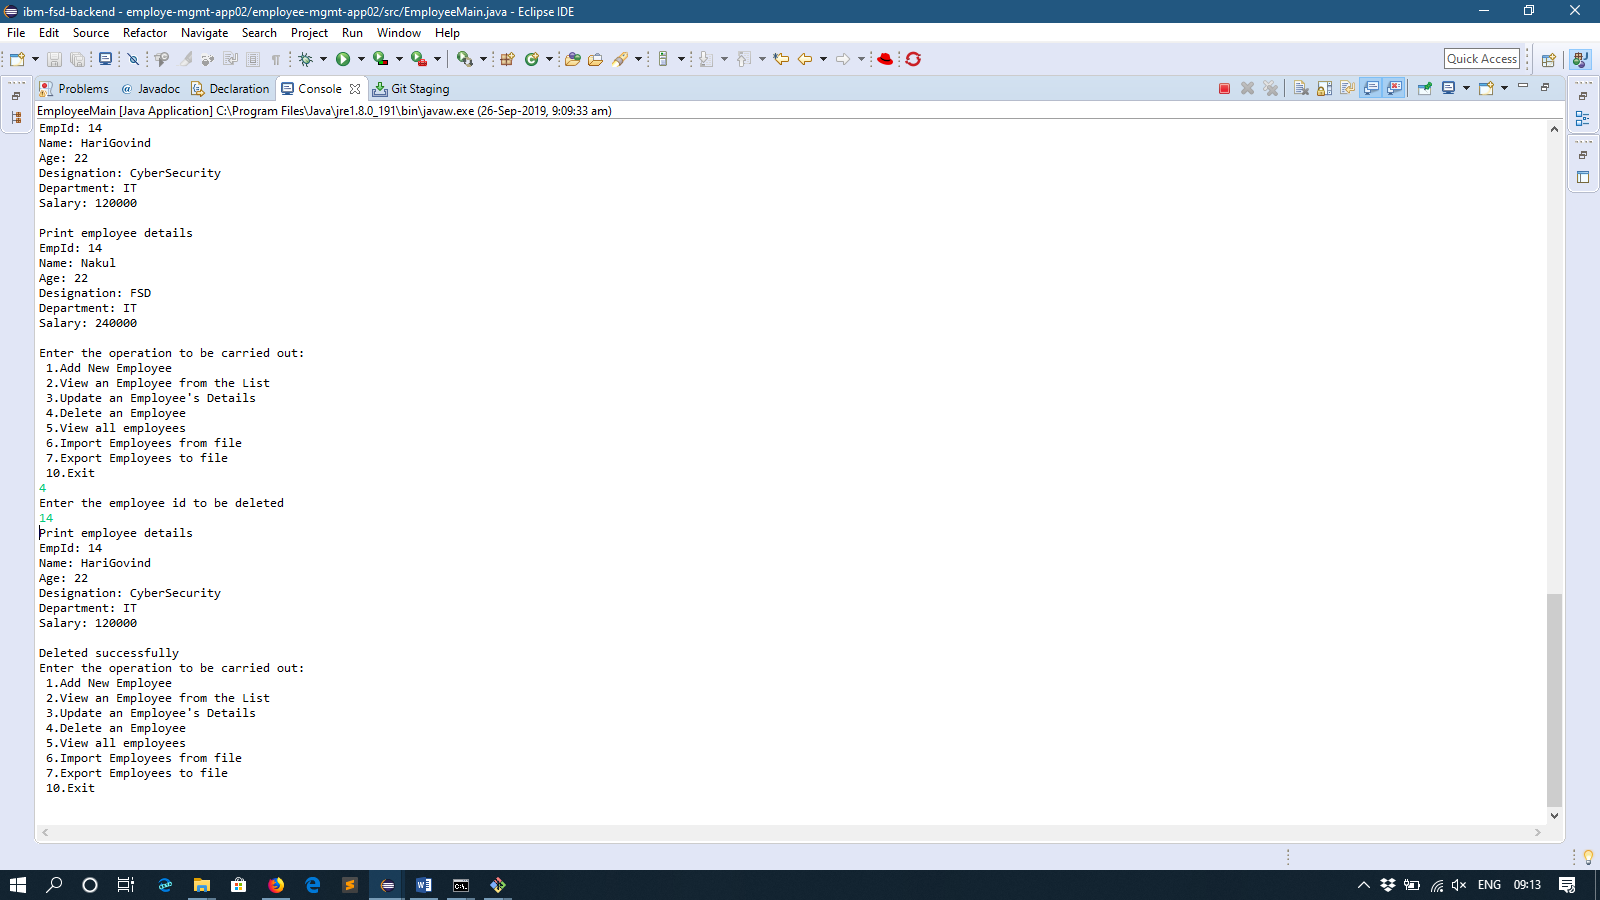 ibm-fsd-backend - employe-mgmt-app02/employee-mgmt-app02/src/EmployeeMain.java - Eclipse IDE
File Edit Source Refactor Navigate Search Project Run Window Help
Quick Access
Problems @ Javadoc Declaration Console Git Staging
EmployeeMain [Java Application] C:\Program Files\Java\jre1.8.0_191\bin\javaw.exe (26-Sep-2019, 9:09:33 am)
EmpId: 14
Name: HariGovind
Age: 22
Designation: CyberSecurity
Department: IT
Salary: 120000
Print employee details
EmpId: 14
Name: Nakul
Age: 22
Designation: FSD
Department: IT
Salary: 240000
Enter the operation to be carried out:
1.Add New Employee
2.View an Employee from the List
3.Update an Employee's Details
4.Delete an Employee
5.View all employees
6.Import Employees from file
7.Export Employees to file
10.Exit
4
Enter the employee id to be deleted
14
Print employee details
EmpId: 14
Name: HariGovind
Age: 22
Designation: CyberSecurity
Department: IT
Salary: 120000
Deleted successfully
Enter the operation to be carried out:
1.Add New Employee
2.View an Employee from the List
3.Update an Employee's Details
4.Delete an Employee
5.View all employees
6.Import Employees from file
7.Export Employees to file
10.Exit
ENG 09:13